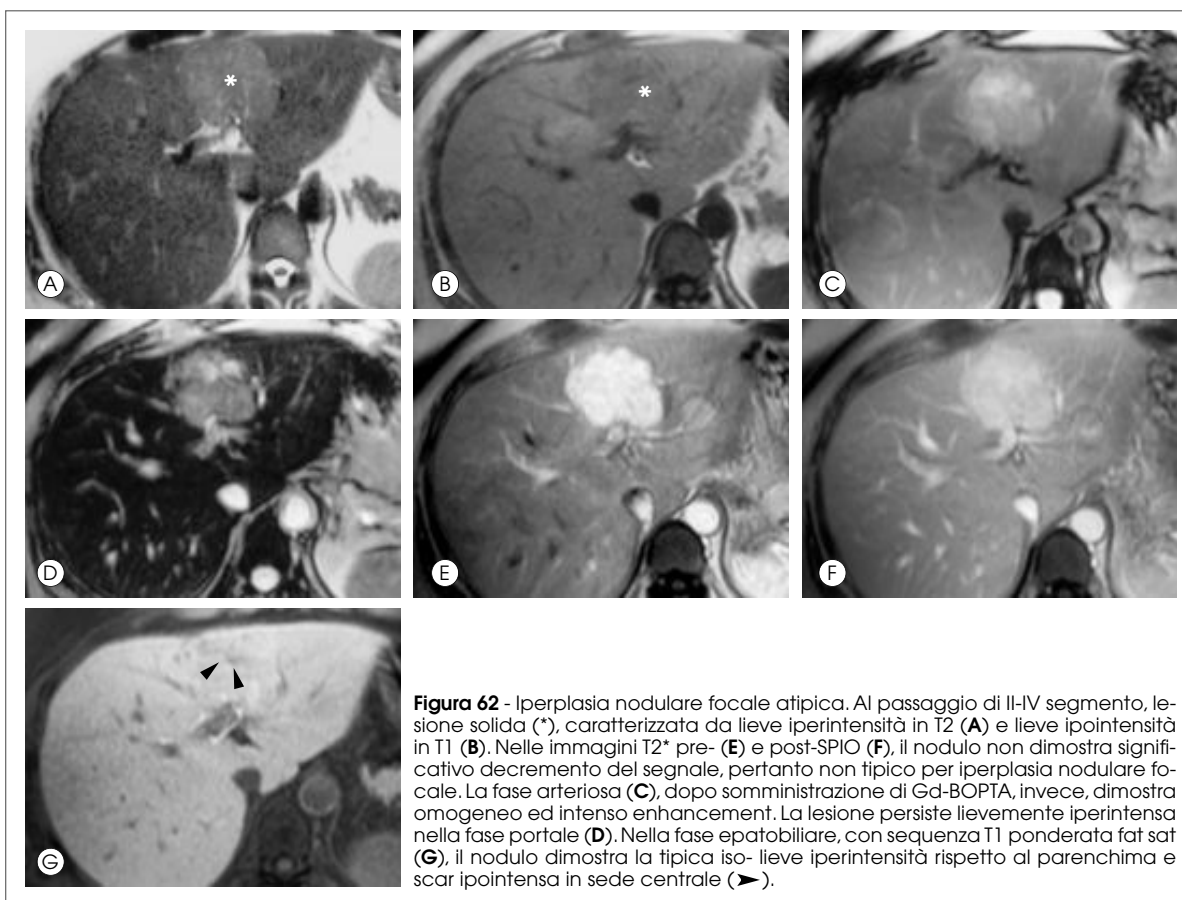 *
*
A
B
C
D
E
F
G
Figura 62 - Iperplasia nodulare focale atipica. Al passaggio di II-IV segmento, le-
sione solida (*), caratterizzata da lieve iperintensità in T2 (A) e lieve ipointensità
in T1 (B). Nelle immagini T2* pre- (E) e post-SPIO (F), il nodulo non dimostra signifi-
cativo decremento del segnale, pertanto non tipico per iperplasia nodulare fo-
cale. La fase arteriosa (C), dopo somministrazione di Gd-BOPTA, invece, dimostra
omogeneo ed intenso enhancement. La lesione persiste lievemente iperintensa
nella fase portale (D). Nella fase epatobiliare, con sequenza T1 ponderata fat sat
(G), il nodulo dimostra la tipica iso- lieve iperintensità rispetto al parenchima e
scar ipointensa in sede centrale (➤).